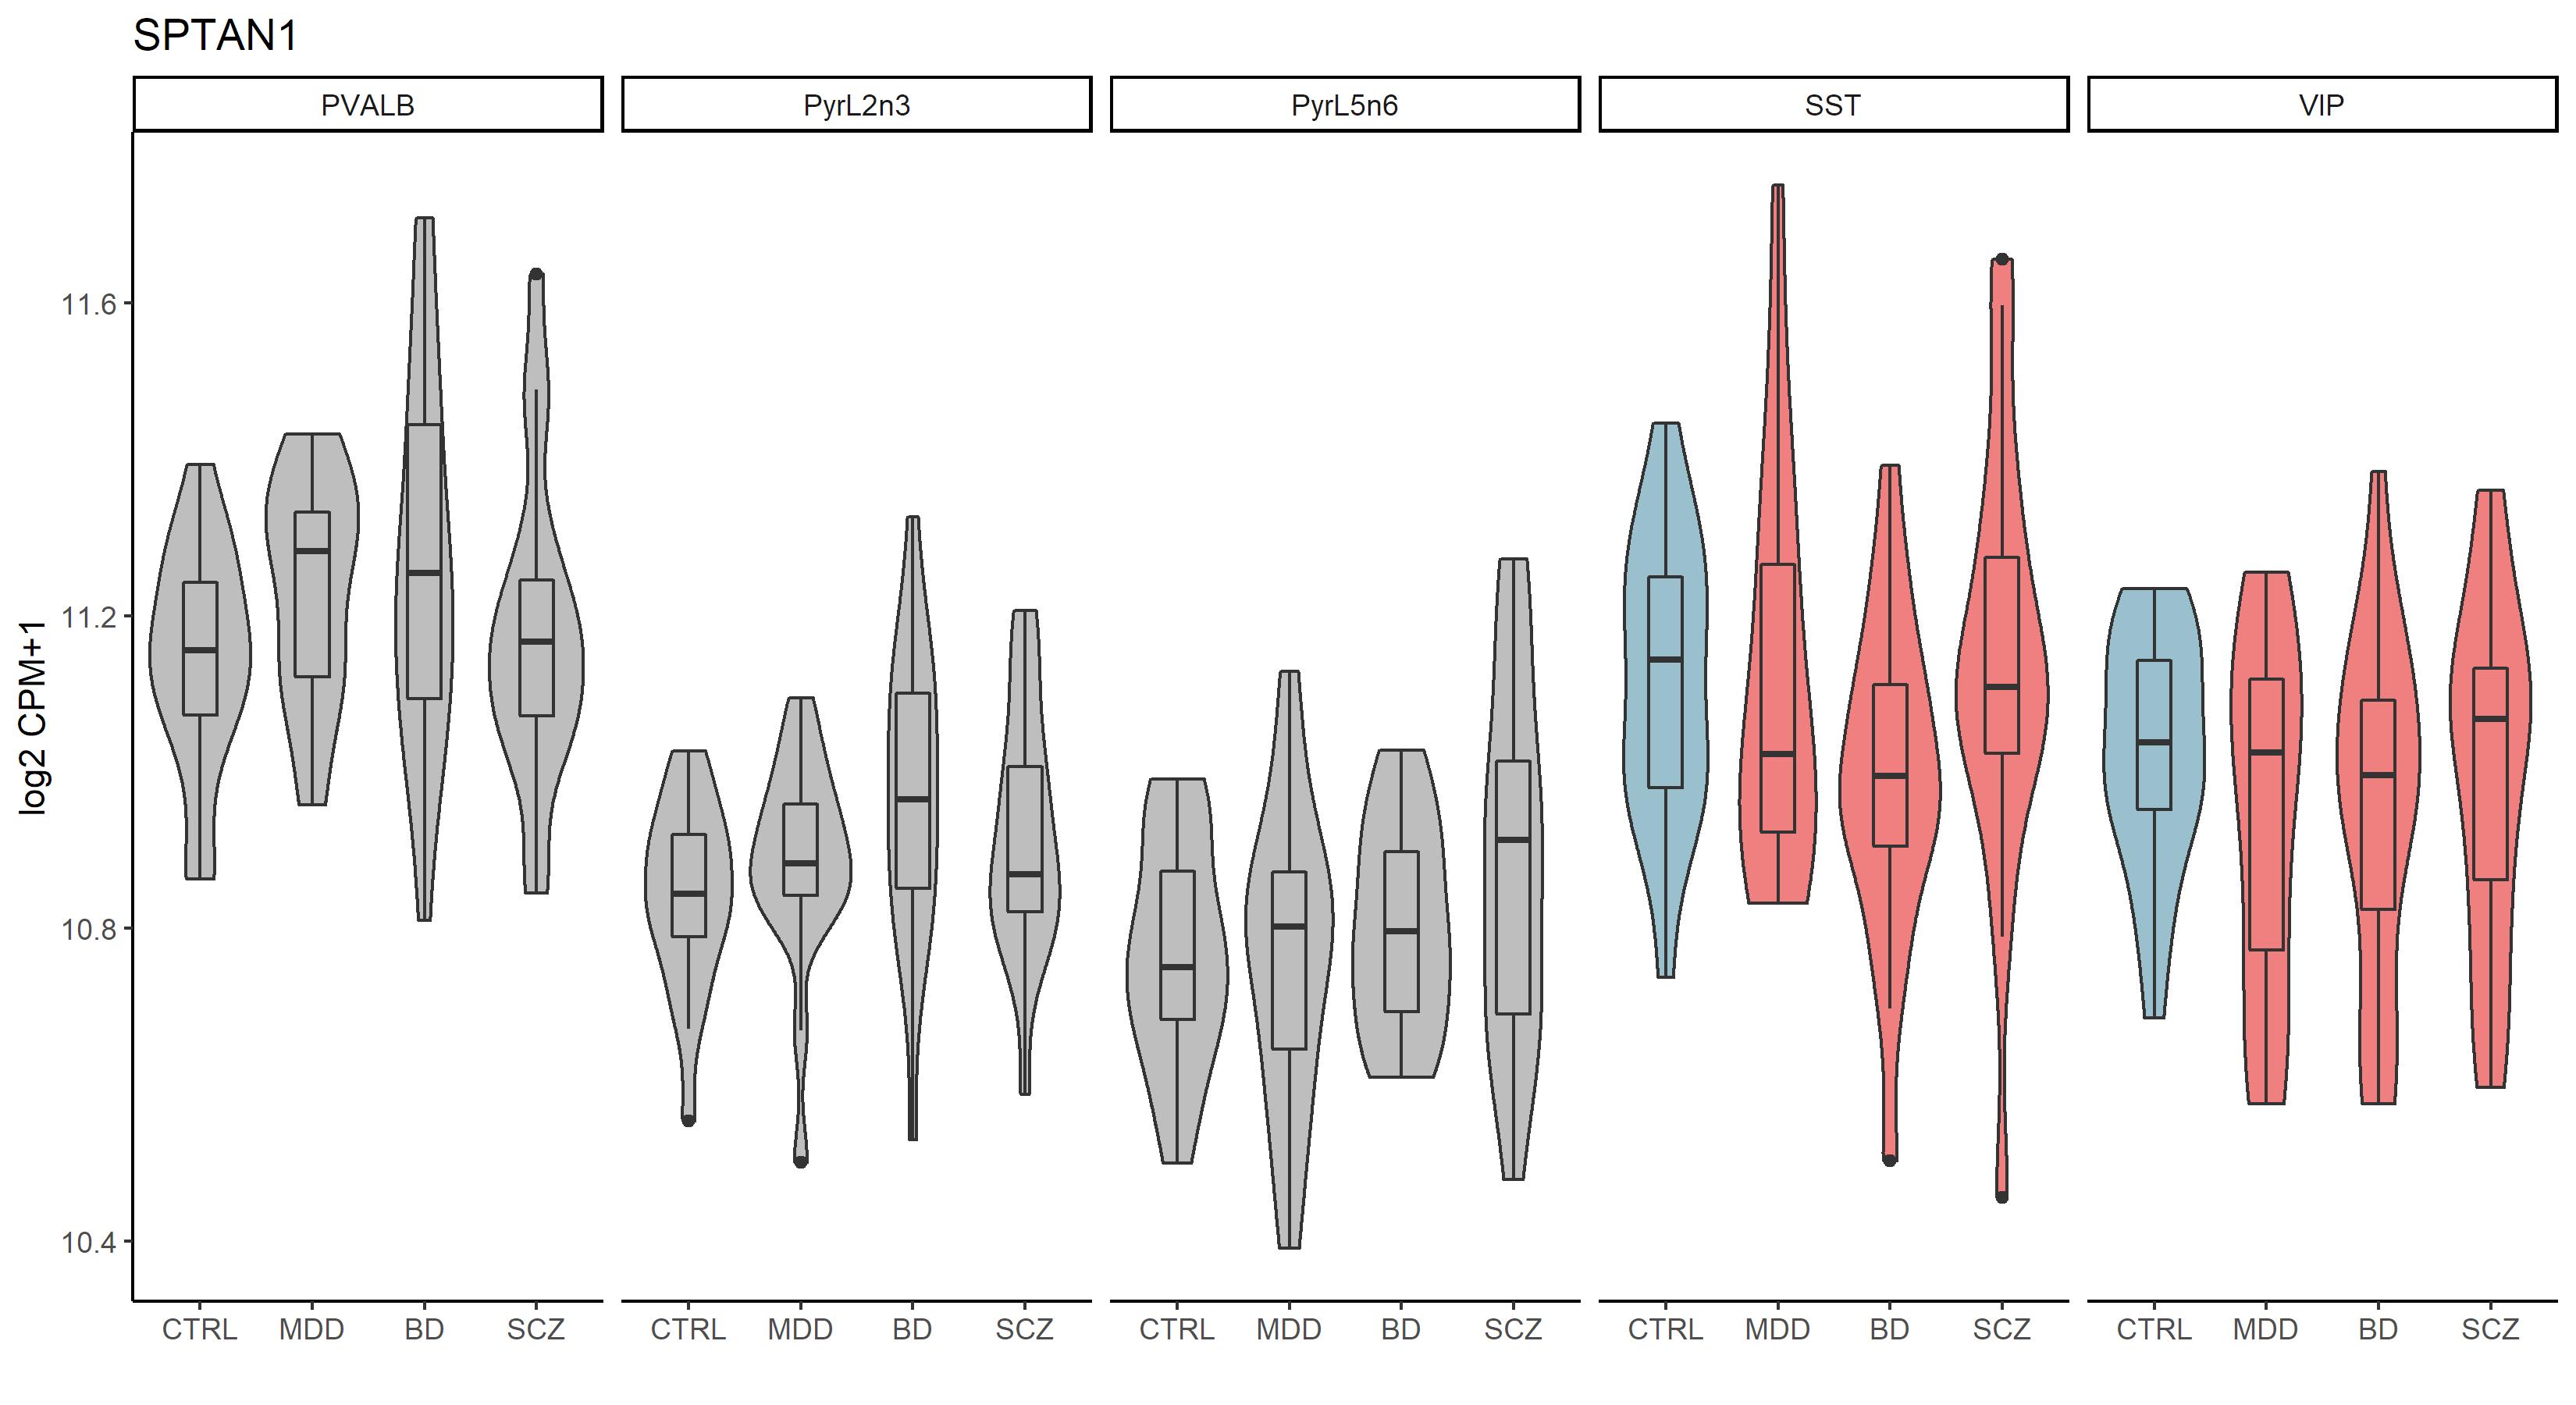 SPTAN1
PVALB PyrL2n3 PyrL5n6 SST VIP
log2 CPM+1
11.6
11.2
10.8
10.4
CTRL MDD BD SCZ CTRL MDD BD SCZ CTRL MDD BD SCZ CTRL MDD BD SCZ CTRL MDD BD SCZ